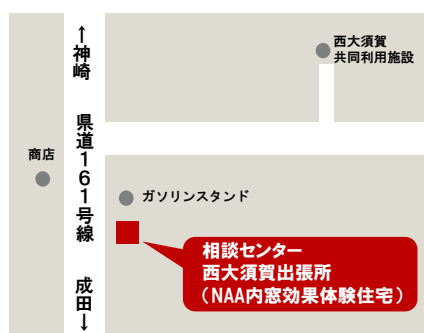 ↑神崎
県道161号線
成田↓
商店
西大須賀
共同利用施設
ガソリンスタンド
相談センター
西大須賀出張所
（NAA内窓効果体験住宅）